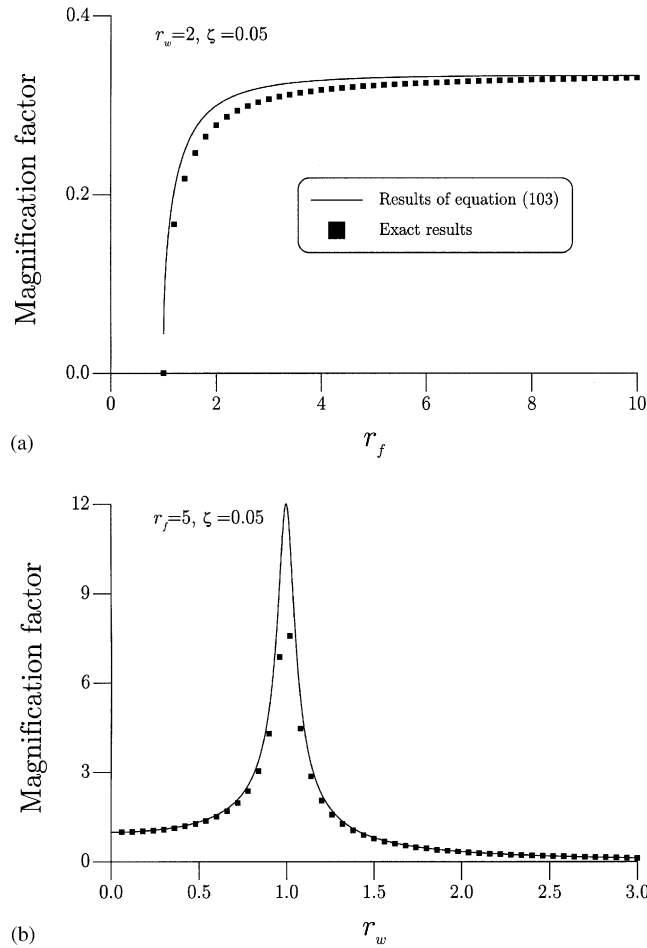 0.4
r_w=2, ζ=0.05
Magnification factor
0.2
Results of equation (103)
Exact results
0.0
0 2 4 6 8 10
(a)
r_f
12
r_f=5, ζ=0.05
9
Magnification factor
6
3
0
0.0 0.5 1.0 1.5 2.0 2.5 3.0
(b)
r_w